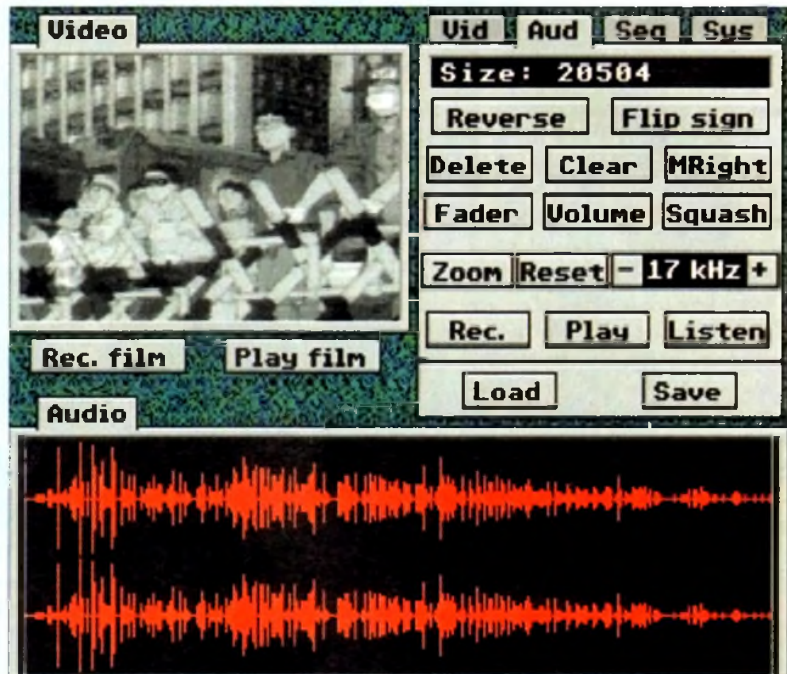 Video
Vid Aud Seq Sys
Size: 20504
Reverse Flip sign
Delete Clear MRight
Fader Volume Squash
Zoom Reset - 17 kHz +
Rec. Play Listen
Rec. film Play film
Load Save
Audio